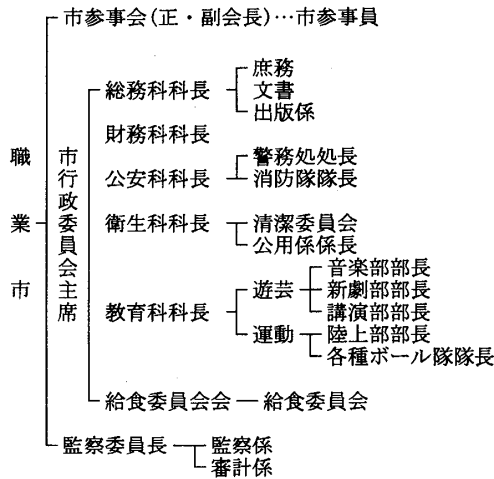 職業市
市参事会(正・副会長)…市参事員
市行政委員会主席
総務科科長
庶務
文書
出版係
財務科科長
公安科科長
警務処処長
消防隊隊長
衛生科科長
清潔委員会
公用係係長
教育科科長
遊芸
音楽部部長
新劇部部長
講演部部長
運動
陸上部部長
各種ボール隊隊長
給食委員会会
給食委員会
監察委員長
監察係
審計係